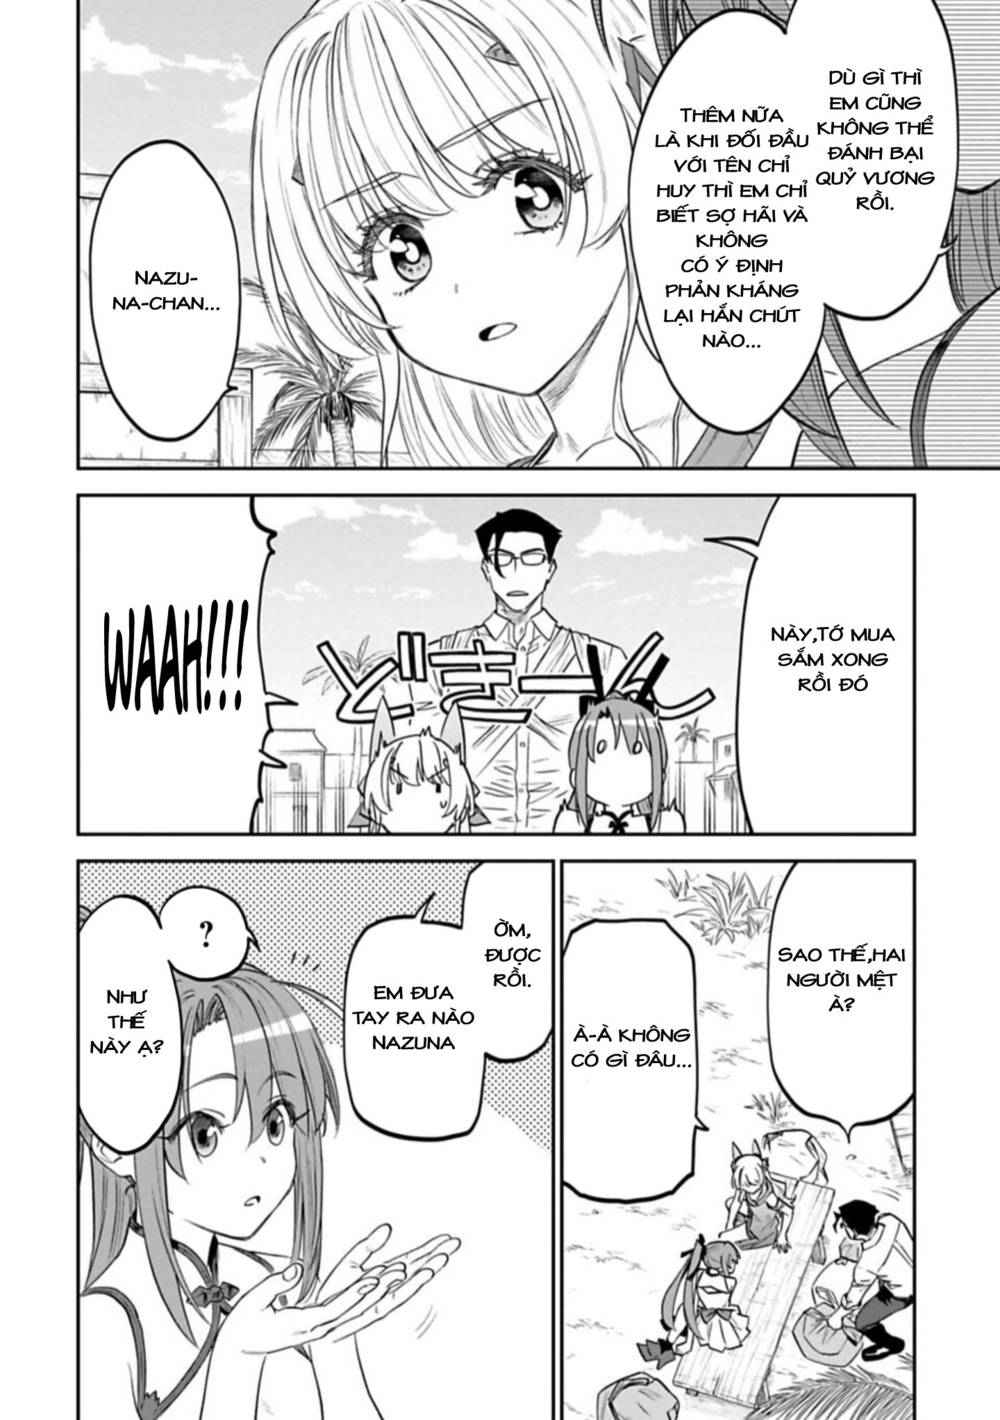 DÙ GÌ THÌ
EM CŨNG
KHÔNG THỂ
ĐÁNH BẠI
QUỶ VƯƠNG
RỒI.
THÊM NỮA
LÀ KHI ĐỐI ĐẦU
VỚI TÊN CHỈ
HUY THÌ EM CHỈ
BIẾT SỢ HÃI VÀ
KHÔNG
CÓ Ý ĐỊNH
PHẢN KHÁNG
LẠI HẮN CHÚT
NÀO...
NAZU-
NA-CHAN...
NÀY,TỚ MUA
SẮM XONG
RỒI ĐÓ
どきーん
WAAH!!!
SAO THẾ,HAI
NGƯỜI MỆT
À?
À-À KHÔNG
CÓ GÌ ĐÂU...
ỜM,
ĐƯỢC
RỒI.
EM ĐƯA
TAY RA NÀO
NAZUNA
?
NHƯ
THẾ
NÀY Ạ?